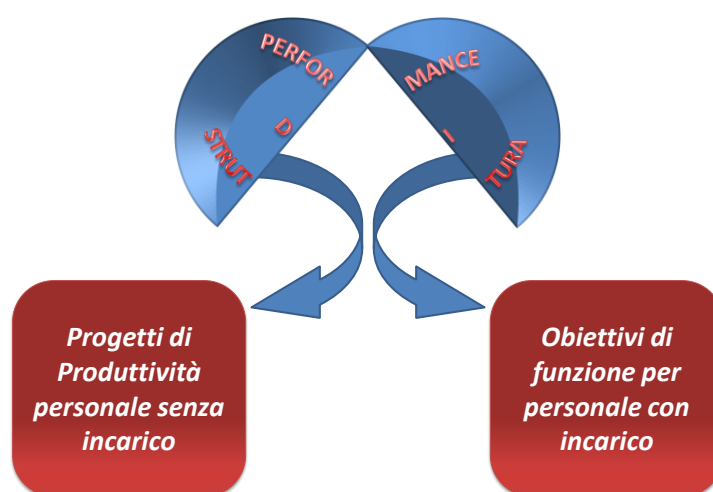 PERFOR
MANCE
D
I
STRUT
TURA
Progetti di
Produttività
personale senza
incarico
Obiettivi di
funzione per
personale con
incarico